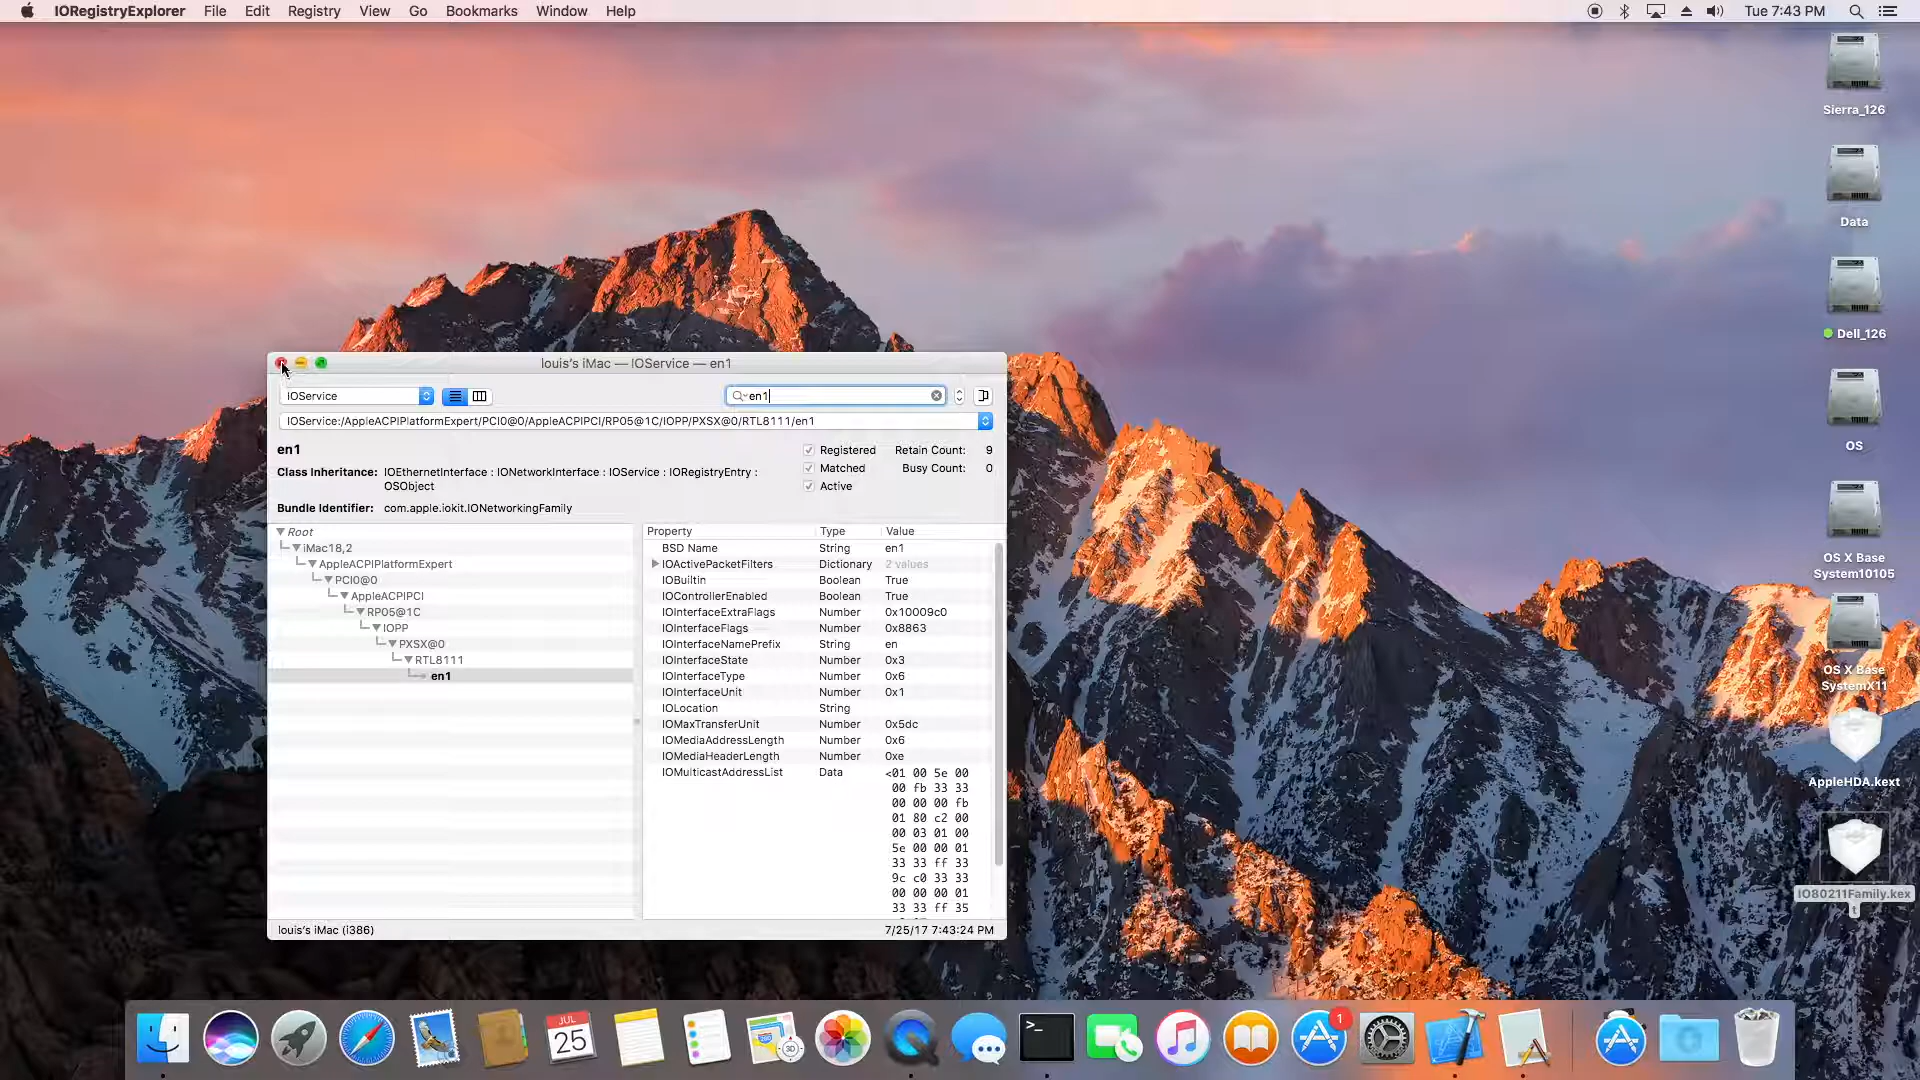 IORegistryExplorer File Edit Registry View Go Bookmarks Window Help Tue 7:43 PM
Sierra_126
Data
Dell_126
OS
OS X Base
System10105
OS X Base
SystemX11
AppleHDA.kext
IO80211Family.kex
t
louis's iMac — IOService — en1
IOService en1
IOService:/AppleACPIPlatformExpert/PCI0@0/AppleACPIPCI/RP05@1C/IOPP/PXSX@0/RTL8111/en1
en1 Registered Retain Count: 9
Class Inheritance: IOEthernetInterface : IONetworkInterface : IOService : IORegistryEntry : Matched Busy Count: 0
OSObject Active
Bundle Identifier: com.apple.iokit.IONetworkingFamily
Root
iMac18,2
AppleACPIPlatformExpert
PCI0@0
AppleACPIPCI
RP05@1C
IOPP
PXSX@0
RTL8111
en1
Property Type Value
BSD Name String en1
IOActivePacketFilters Dictionary 2 values
IOBuiltin Boolean True
IOControllerEnabled Boolean True
IOInterfaceExtraFlags Number 0x10009c0
IOInterfaceFlags Number 0x8863
IOInterfaceNamePrefix String en
IOInterfaceState Number 0x3
IOInterfaceType Number 0x6
IOInterfaceUnit Number 0x1
IOLocation String
IOMaxTransferUnit Number 0x5dc
IOMediaAddressLength Number 0x6
IOMediaHeaderLength Number 0xe
IOMulticastAddressList Data <01 00 5e 00
00 fb 33 33
00 00 00 fb
01 80 c2 00
00 03 01 00
5e 00 00 01
33 33 ff 33
9c c0 33 33
00 00 00 01
33 33 ff 35
louis's iMac (i386) 7/25/17 7:43:24 PM
JUL
25
3D
>_
1